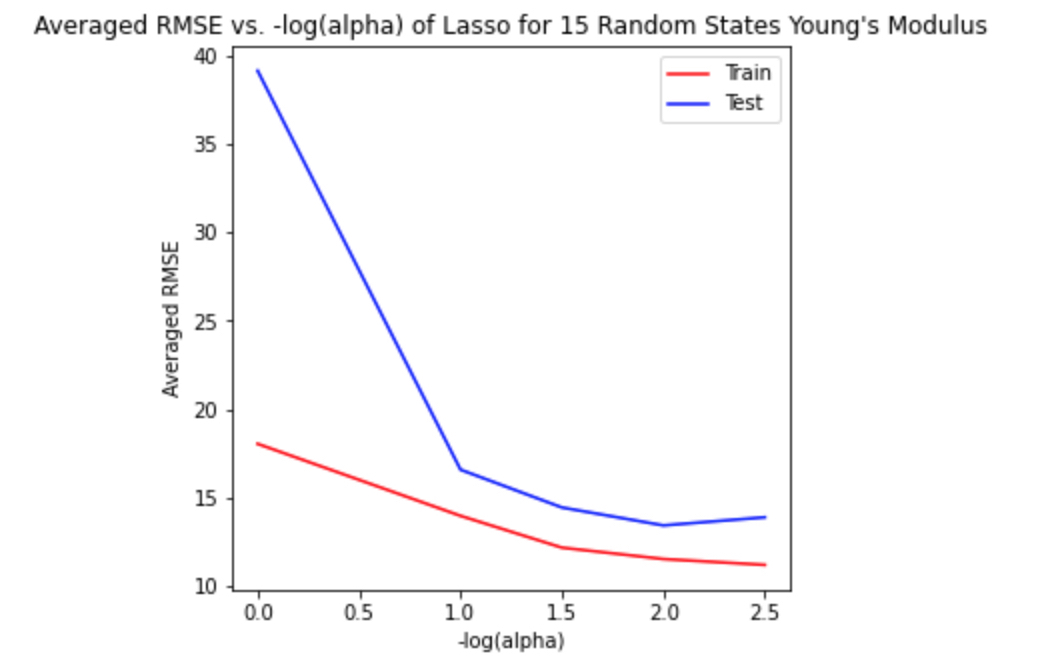 Averaged RMSE vs. -log(alpha) of Lasso for 15 Random States Young's Modulus
Train
Test
40
35
30
25
20
15
10
Averaged RMSE
0.0 0.5 1.0 1.5 2.0 2.5
-log(alpha)